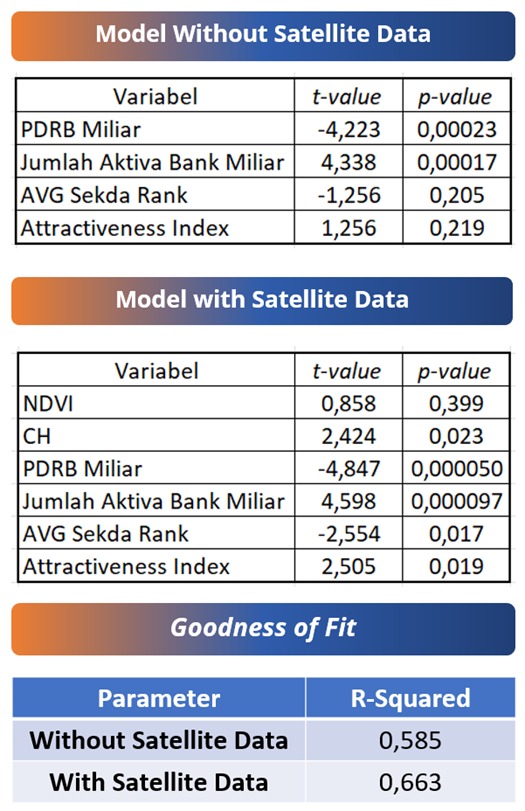 Model Without Satellite Data
Variabel t-value p-value
PDRB Miliar -4,223 0,00023
Jumlah Aktiva Bank Miliar 4,338 0,00017
AVG Sekda Rank -1,256 0,205
Attractiveness Index 1,256 0,219
Model with Satellite Data
Variabel t-value p-value
NDVI 0,858 0,399
CH 2,424 0,023
PDRB Miliar -4,847 0,000050
Jumlah Aktiva Bank Miliar 4,598 0,000097
AVG Sekda Rank -2,554 0,017
Attractiveness Index 2,505 0,019
Goodness of Fit
Parameter R-Squared
Without Satellite Data 0,585
With Satellite Data 0,663